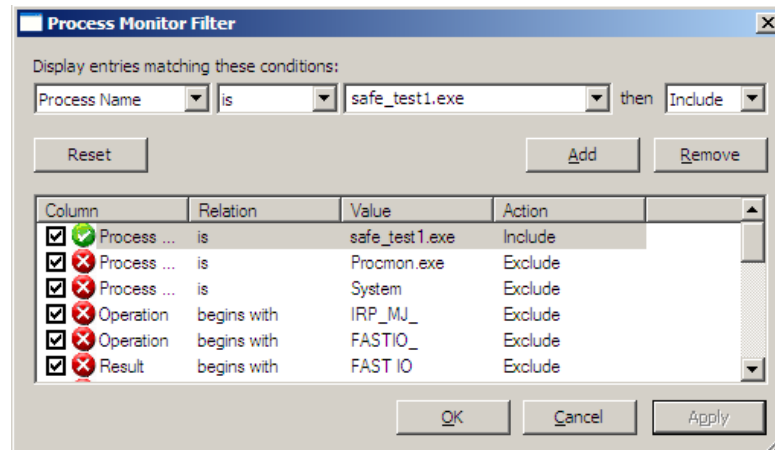 Process Monitor Filter
Display entries matching these conditions:
Process Name is safe_test1.exe then Include
Reset Add Remove
Column Relation Value Action
Process ... is safe_test1.exe Include
Process ... is Procmon.exe Exclude
Process ... is System Exclude
Operation begins with IRP_MJ_ Exclude
Operation begins with FASTIO_ Exclude
Result begins with FAST IO Exclude
OK Cancel Apply